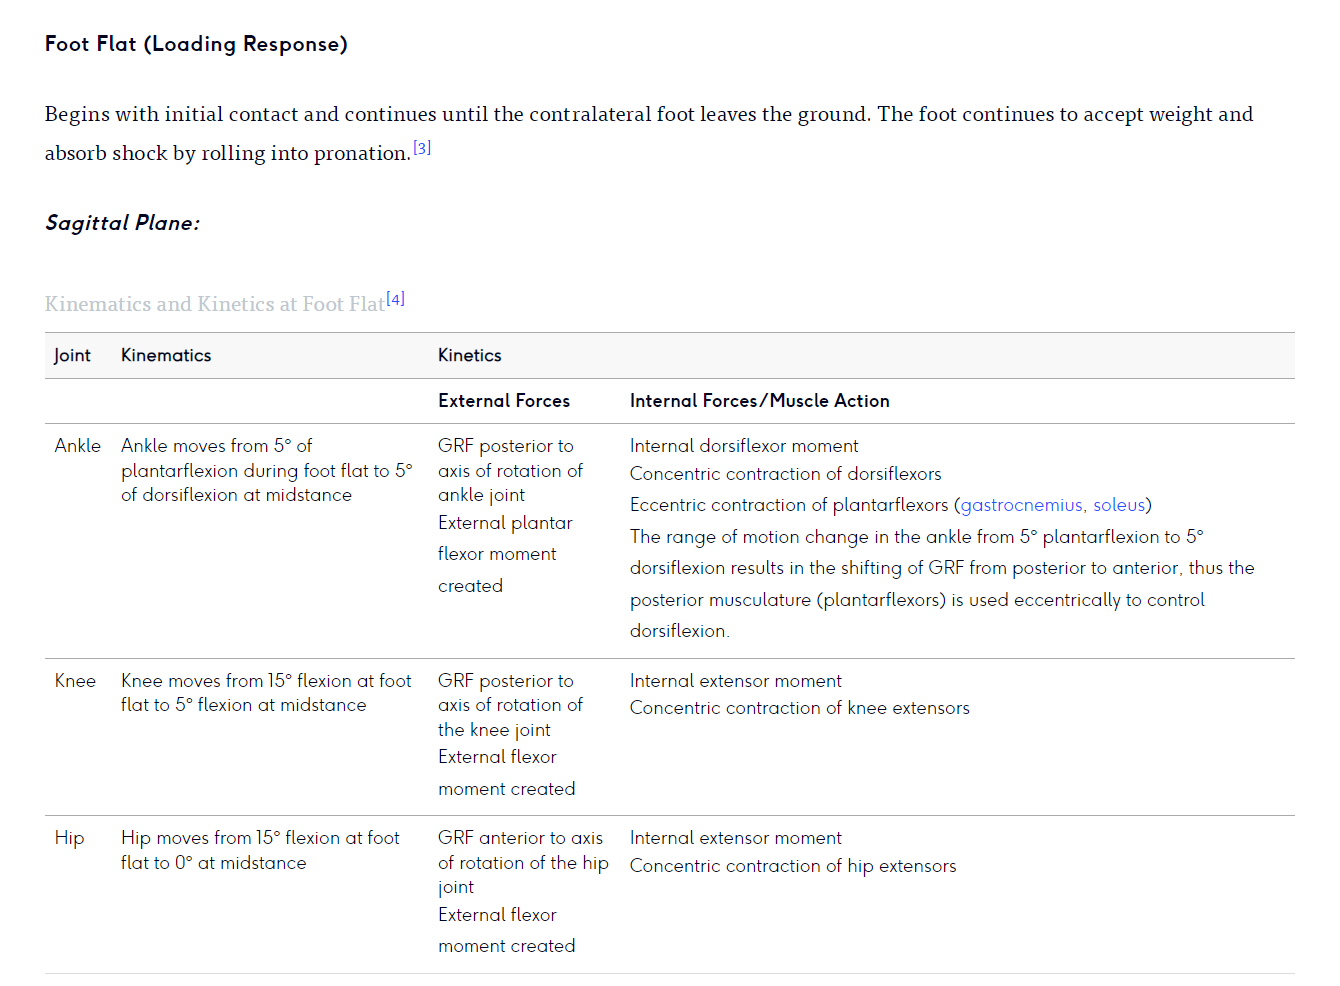 Foot Flat (Loading Response)
Begins with initial contact and continues until the contralateral foot leaves the ground. The foot continues to accept weight and
absorb shock by rolling into pronation.[3]
Sagittal Plane:
Kinematics and Kinetics at Foot Flat[4]
Joint Kinematics Kinetics
External Forces Internal Forces/Muscle Action
Ankle
Ankle moves from 5° of
plantarflexion during foot flat to 5°
of dorsiflexion at midstance
GRF posterior to
axis of rotation of
ankle joint
External plantar
flexor moment
created
Internal dorsiflexor moment
Concentric contraction of dorsiflexors
Eccentric contraction of plantarflexors (gastrocnemius, soleus)
The range of motion change in the ankle from 5° plantarflexion to 5°
dorsiflexion results in the shifting of GRF from posterior to anterior, thus the
posterior musculature (plantarflexors) is used eccentrically to control
dorsiflexion.
Knee
Knee moves from 15° flexion at foot
flat to 5° flexion at midstance
GRF posterior to
axis of rotation of
the knee joint
External flexor
moment created
Internal extensor moment
Concentric contraction of knee extensors
Hip
Hip moves from 15° flexion at foot
flat to 0° at midstance
GRF anterior to axis
of rotation of the hip
joint
External flexor
moment created
Internal extensor moment
Concentric contraction of hip extensors